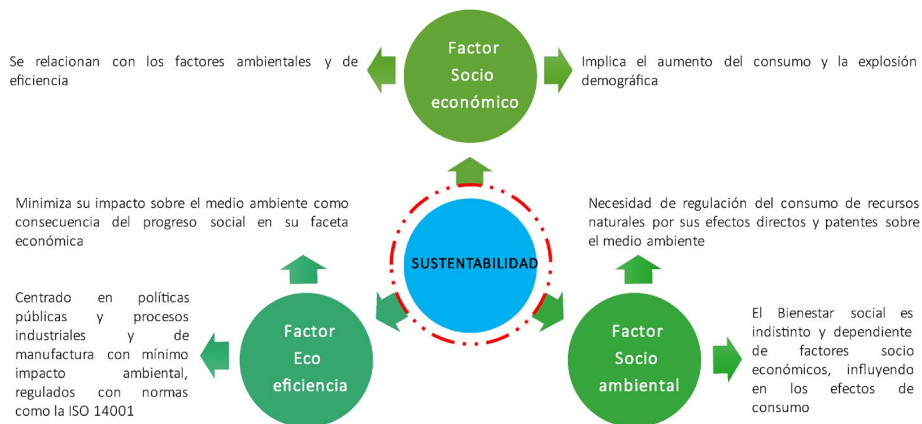 Factor
Socio
económico
Se relacionan con los factores ambientales y de
eficiencia
Implica el aumento del consumo y la explosión
demográfica
Minimiza su impacto sobre el medio ambiente como
consecuencia del progreso social en su faceta
económica
Necesidad de regulación del consumo de recursos
naturales por sus efectos directos y patentes sobre
el medio ambiente
SUSTENTABILIDAD
Centrado en políticas
públicas y procesos
industriales y de
manufactura con mínimo
impacto ambiental,
regulados con normas
como la ISO 14001
Factor
Eco
eficiencia
Factor
Socio
ambiental
El Bienestar social es
indistinto y dependiente
de factores socio
económicos, influyendo
en los efectos de
consumo